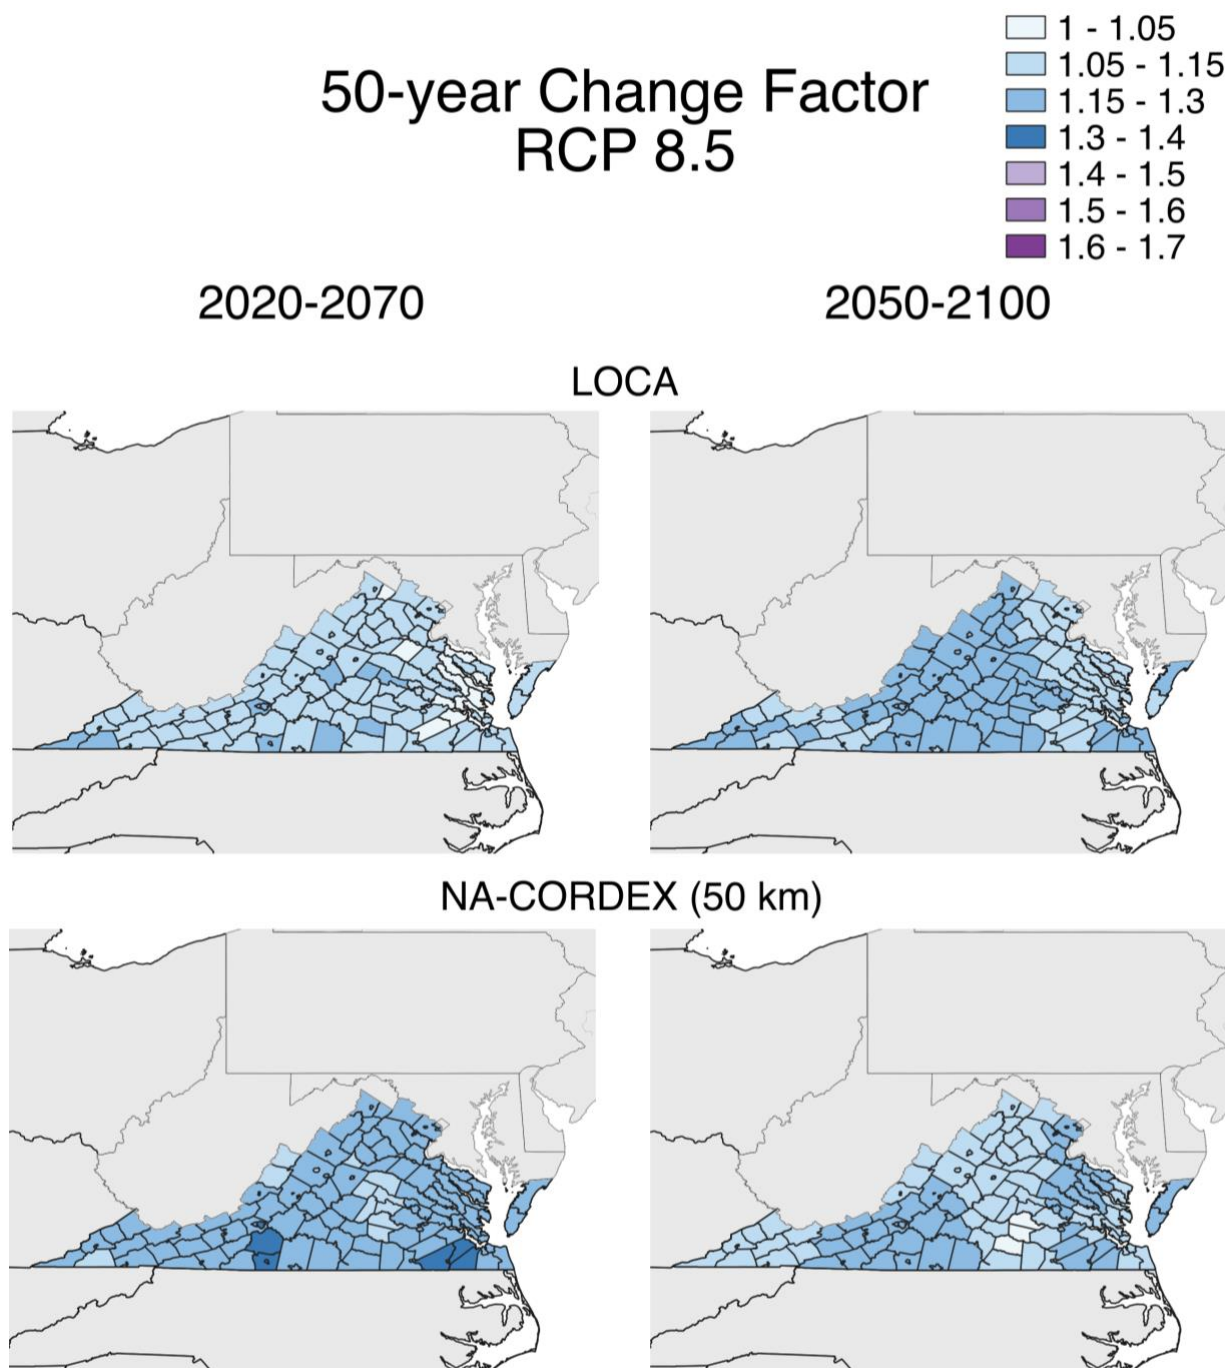 50-year Change Factor
RCP 8.5
1 - 1.05
1.05 - 1.15
1.15 - 1.3
1.3 - 1.4
1.4 - 1.5
1.5 - 1.6
1.6 - 1.7
2020-2070
2050-2100
LOCA
NA-CORDEX (50 km)